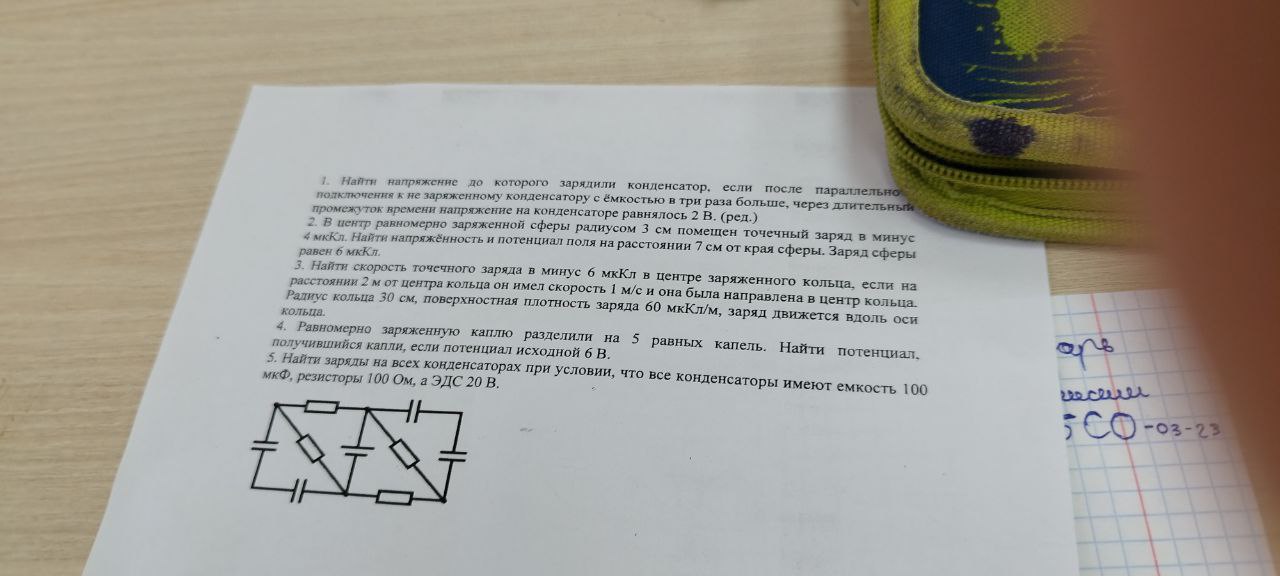 1. Найти напряжение до которого зарядили конденсатор, если после параллельно
подключения к не заряженному конденсатору с ёмкостью в три раза больше, через длительный
промежуток времени напряжение на конденсаторе равнялось 2 В. (ред.)
2. В центр равномерно заряженной сферы радиусом 3 см помещен точечный заряд в минус
4 мкКл. Найти напряжённость и потенциал поля на расстоянии 7 см от края сферы. Заряд сферы
равен 6 мкКл.
3. Найти скорость точечного заряда в минус 6 мкКл в центре заряженного кольца, если на
расстоянии 2 м от центра кольца он имел скорость 1 м/с и она была направлена в центр кольца.
Радиус кольца 30 см, поверхностная плотность заряда 60 мкКл/м, заряд движется вдоль оси
кольца.
4. Равномерно заряженную каплю разделили на 5 равных капель. Найти потенциал,
получившийся капли, если потенциал исходной 6 В.
5. Найти заряды на всех конденсаторах при условии, что все конденсаторы имеют емкость 100
мкФ, резисторы 100 Ом, а ЭДС 20 В.
СО-03-23